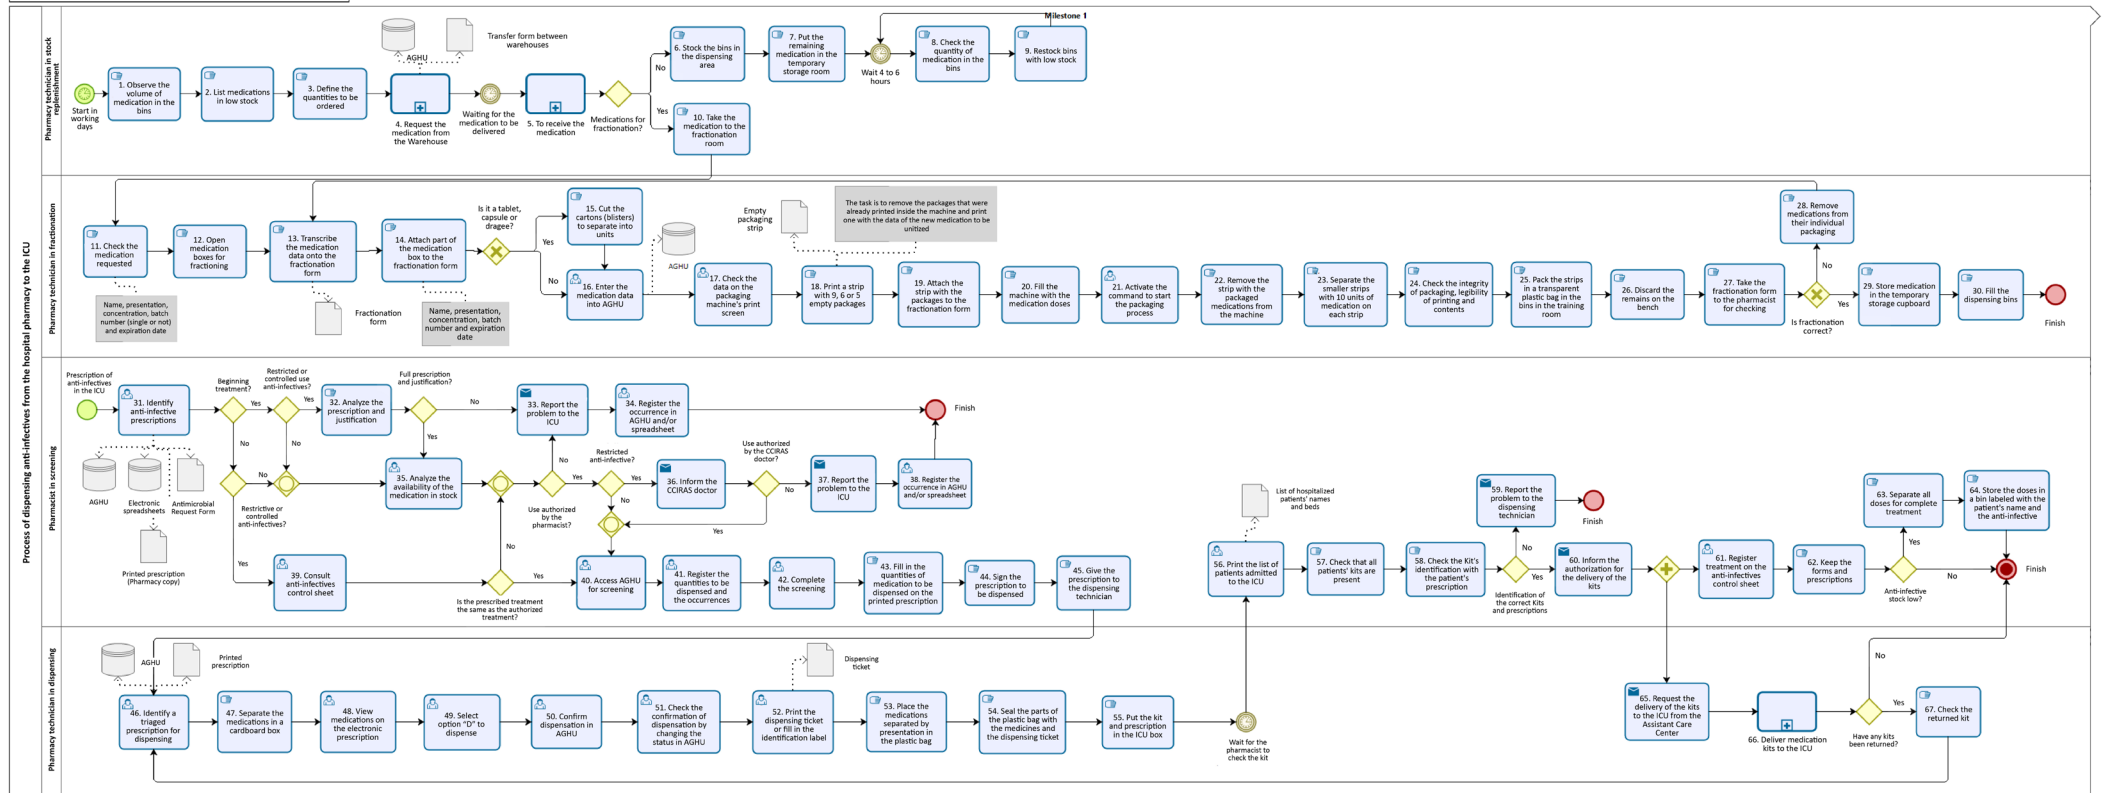 Process of dispensing anti-infectives from the hospital pharmacy to the ICU
Pharmacy technician in stock
replenishment
Start in
working
days
1. Observe the
volume of
medication in the
bins
2. List medications
in low stock
3. Define the
quantities to be
ordered
AGHU
Transfer form between
warehouses
4. Request the
medication from
the Warehouse
Waiting for the
medication to be
delivered
5. To receive the
medication
Medications for
fractionation?
No
Yes
6. Stock the bins in
the dispensing
area
7. Put the
remaining
medication in the
temporary
storage room
Wait 4 to 6
hours
8. Check the
quantity of
medication in the
bins
Milestone 1
9. Restock bins
with low stock
10. Take the
medication to the
fractionation
room
Pharmacy technician in fractionation
11. Check the
medication
requested
Name, presentation,
concentration, batch
number (single or not)
and expiration date
12. Open
medication
boxes for
fractioning
13. Transcribe
the medication
data onto the
fractionation
form
Fractionation
form
14. Attach part of
the medication
box to the
fractionation form
Name, presentation,
concentration, batch
number and expiration
date
Is it a tablet,
capsule or
dragee?
Yes
No
15. Cut the
cartons (blisters)
to separate into
units
16. Enter the
medication data
into AGHU
AGHU
17. Check the
data on the
packaging
machine's print
screen
Empty
packaging
strip
The task is to remove the packages that were
already printed inside the machine and print
one with the data of the new medication to be
unitized
18. Print a strip
with 9, 6 or 5
empty packages
19. Attach the
strip with the
packages to the
fractionation form
20. Fill the
machine with the
medication doses
21. Activate the
command to start
the packaging
process
22. Remove the
strip with the
packaged
medications from
the machine
23. Separate the
smaller strips
with 10 units of
medication on
each strip
24. Check the integrity
of packaging, legibility
of printing and
contents
25. Pack the strips
in a transparent
plastic bag in the
bins in the training
room
26. Discard the
remains on the
bench
27. Take the
fractionation form
to the pharmacist
for checking
28. Remove
medications from
their individual
packaging
No
Yes
Is fractionation
correct?
29. Store medication
in the temporary
storage cupboard
30. Fill the
dispensing bins
Finish
Pharmacist in screening
Prescription of
anti-infectives
in the ICU
31. Identify
anti-infective
prescriptions
AGHU
Electronic
spreadsheets
Antimicrobial
Request Form
Printed prescription
(Pharmacy copy)
Beginning
treatment?
Yes
No
Restricted or
controlled use
anti-infectives?
Yes
No
32. Analyze the
prescription and
justification
Full prescription
and justification?
No
Yes
33. Report the
problem to the
ICU
34. Register the
occurrence in
AGHU and/or
spreadsheet
Finish
No
Restrictive or
controlled
anti-infectives?
Yes
35. Analyze the
availability of the
medication in stock
No
Yes
Use authorized
by the
pharmacist?
Restricted
anti-infective?
Yes
No
36. Inform the
CCIRAS doctor
Use authorized
by the CCIRAS
doctor?
No
Yes
37. Report the
problem to the
ICU
38. Register the
occurrence in AGHU
and/or spreadsheet
39. Consult
anti-infectives
control sheet
No
Yes
Is the prescribed treatment
the same as the authorized
treatment?
40. Access AGHU
for screening
41. Register the
quantities to be
dispensed and
the occurrences
42. Complete
the screening
43. Fill in the
quantities of
medication to be
dispensed on the
printed prescription
44. Sign the
prescription to
be dispensed
45. Give the
prescription to
the dispensing
technician
List of hospitalized
patients' names
and beds
56. Print the list of
patients admitted
to the ICU
57. Check that all
patients' kits are
present
58. Check the Kit's
identification with
the patient's
prescription
59. Report the
problem to the
dispensing
technician
Finish
No
Yes
Identification of
the correct Kits
and prescriptions
60. Inform the
authorization for
the delivery of the
kits
61. Register
treatment on the
anti-infectives
control sheet
62. Keep the
forms and
prescriptions
63. Separate all
doses for complete
treatment
64. Store the doses in
a bin labeled with the
patient's name and
the anti-infective
Yes
No
Anti-infective
stock low?
Finish
Pharmacy technician in dispensing
AGHU
Printed
prescription
46. Identify a
triaged
prescription for
dispensing
47. Separate the
medications in a
cardboard box
48. View
medications on
the electronic
prescription
49. Select
option "D" to
dispense
50. Confirm
dispensation in
AGHU
51. Check the
confirmation of
dispensation by
changing the
status in AGHU
Dispensing
ticket
52. Print the
dispensing ticket
or fill in the
identification label
53. Place the
medications
separated by
presentation in
the plastic bag
54. Seal the parts of
the plastic bag with
the medicines and
the dispensing ticket
55. Put the kit
and prescription
in the ICU box
Wait for the
pharmacist to
check the kit
65. Request the
delivery of the kits
to the ICU from the
Assistant Care
Center
66. Deliver medication
kits to the ICU
No
Yes
Have any kits
been returned?
67. Check the
returned kit